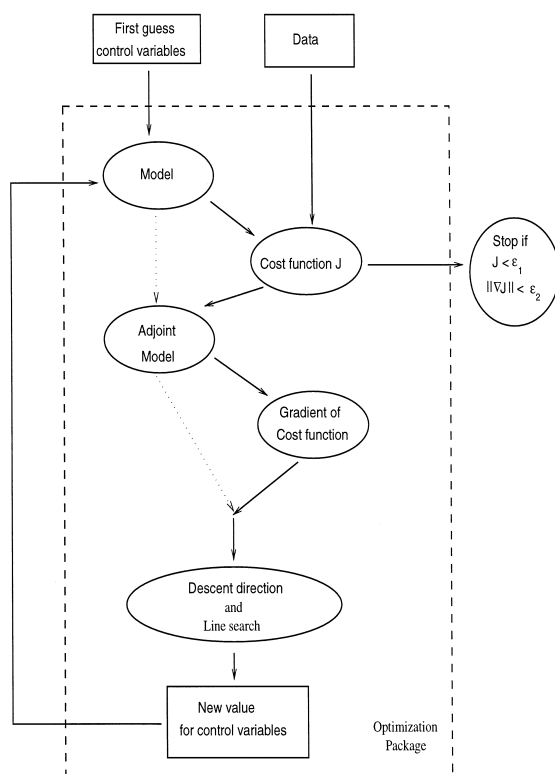 First guess
control variables
Data
Model
Cost function J
Stop if
J < ε₁
||∇J|| < ε₂
Adjoint
Model
Gradient of
Cost function
Descent direction
and
Line search
New value
for control variables
Optimization
Package